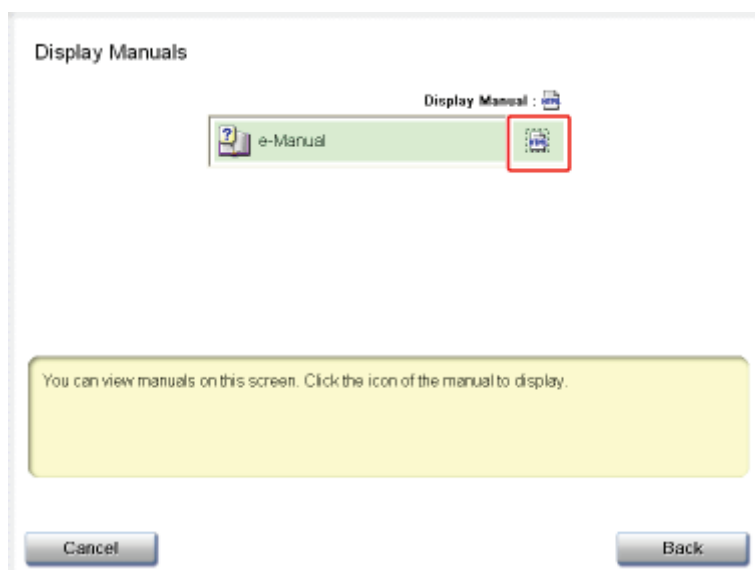 Display Manuals
Display Manual :
e-Manual
You can view manuals on this screen. Click the icon of the manual to display.
Cancel
Back